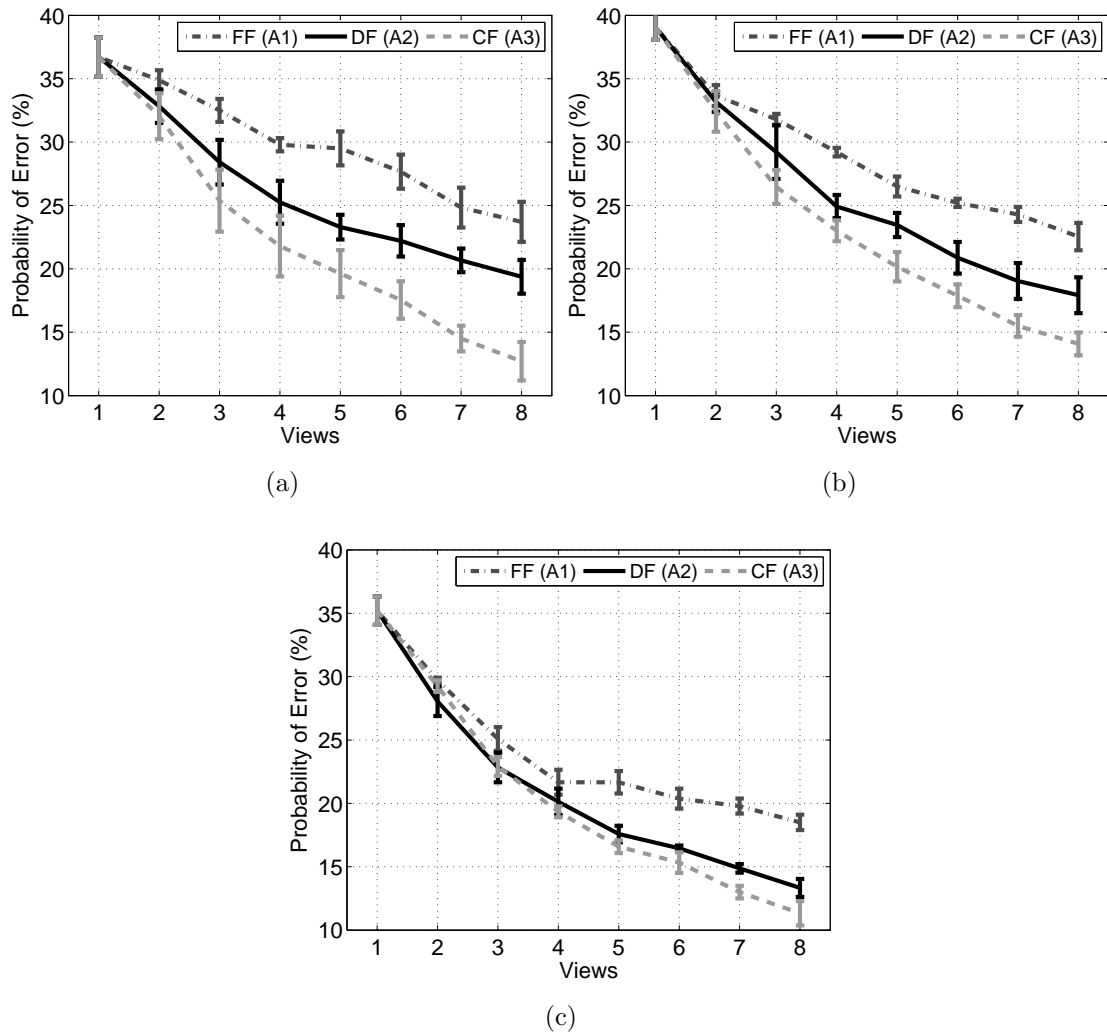 40
35
30
25
20
15
10
Probability of Error (%)
FF (A1) DF (A2) CF (A3)
1 2 3 4 5 6 7 8
Views
(a)
40
35
30
25
20
15
10
Probability of Error (%)
FF (A1) DF (A2) CF (A3)
1 2 3 4 5 6 7 8
Views
(b)
40
35
30
25
20
15
10
Probability of Error (%)
FF (A1) DF (A2) CF (A3)
1 2 3 4 5 6 7 8
Views
(c)